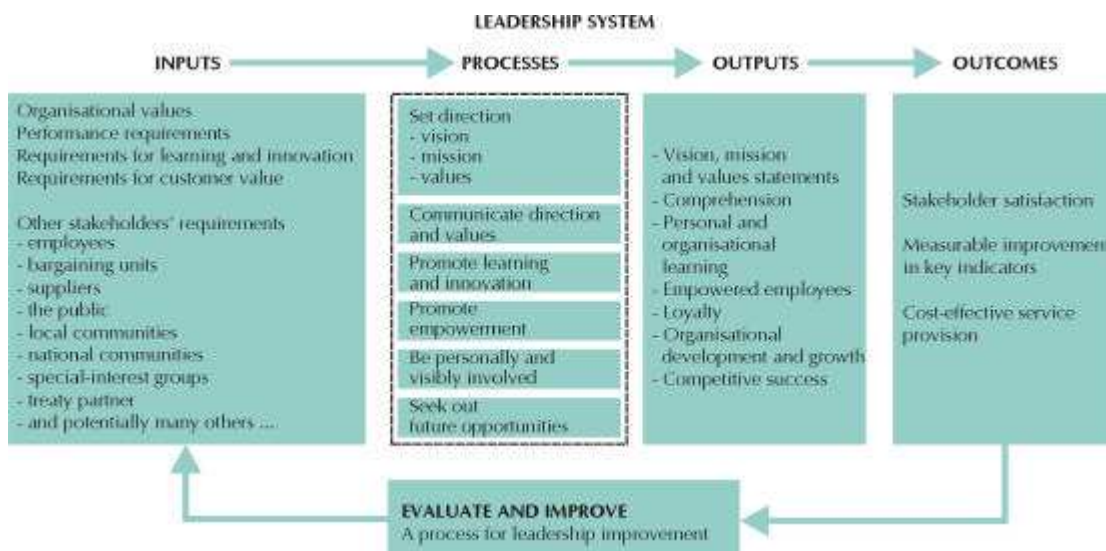 LEADERSHIP SYSTEM
INPUTS
PROCESSES
OUTPUTS
OUTCOMES
Organisational values
Performance requirements
Requirements for learning and innovation
Requirements for customer value
Other stakeholders' requirements
- employees
- bargaining units
- suppliers
- the public
- local communities
- national communities
- special-interest groups
- treaty partner
- and potentially many others ...
Set direction
- vision
- mission
- values
Communicate direction
and values
Promote learning
and innovation
Promote
empowerment
Be personally and
visibly involved
Seek out
future opportunities
- Vision, mission
and values statements
- Comprehension
- Personal and
organisational
learning
- Empowered employees
- Loyalty
- Organisational
development and growth
- Competitive success
Stakeholder satisfaction
Measurable improvement
in key indicators
Cost-effective service
provision
EVALUATE AND IMPROVE
A process for leadership improvement